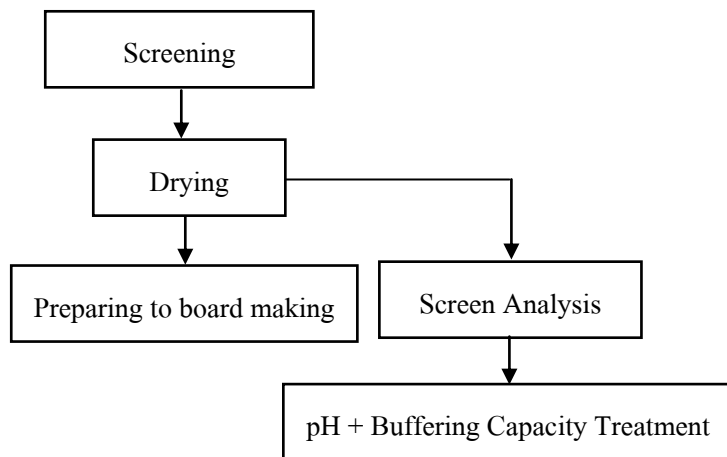 Screening
Drying
Preparing to board making
Screen Analysis
pH + Buffering Capacity Treatment